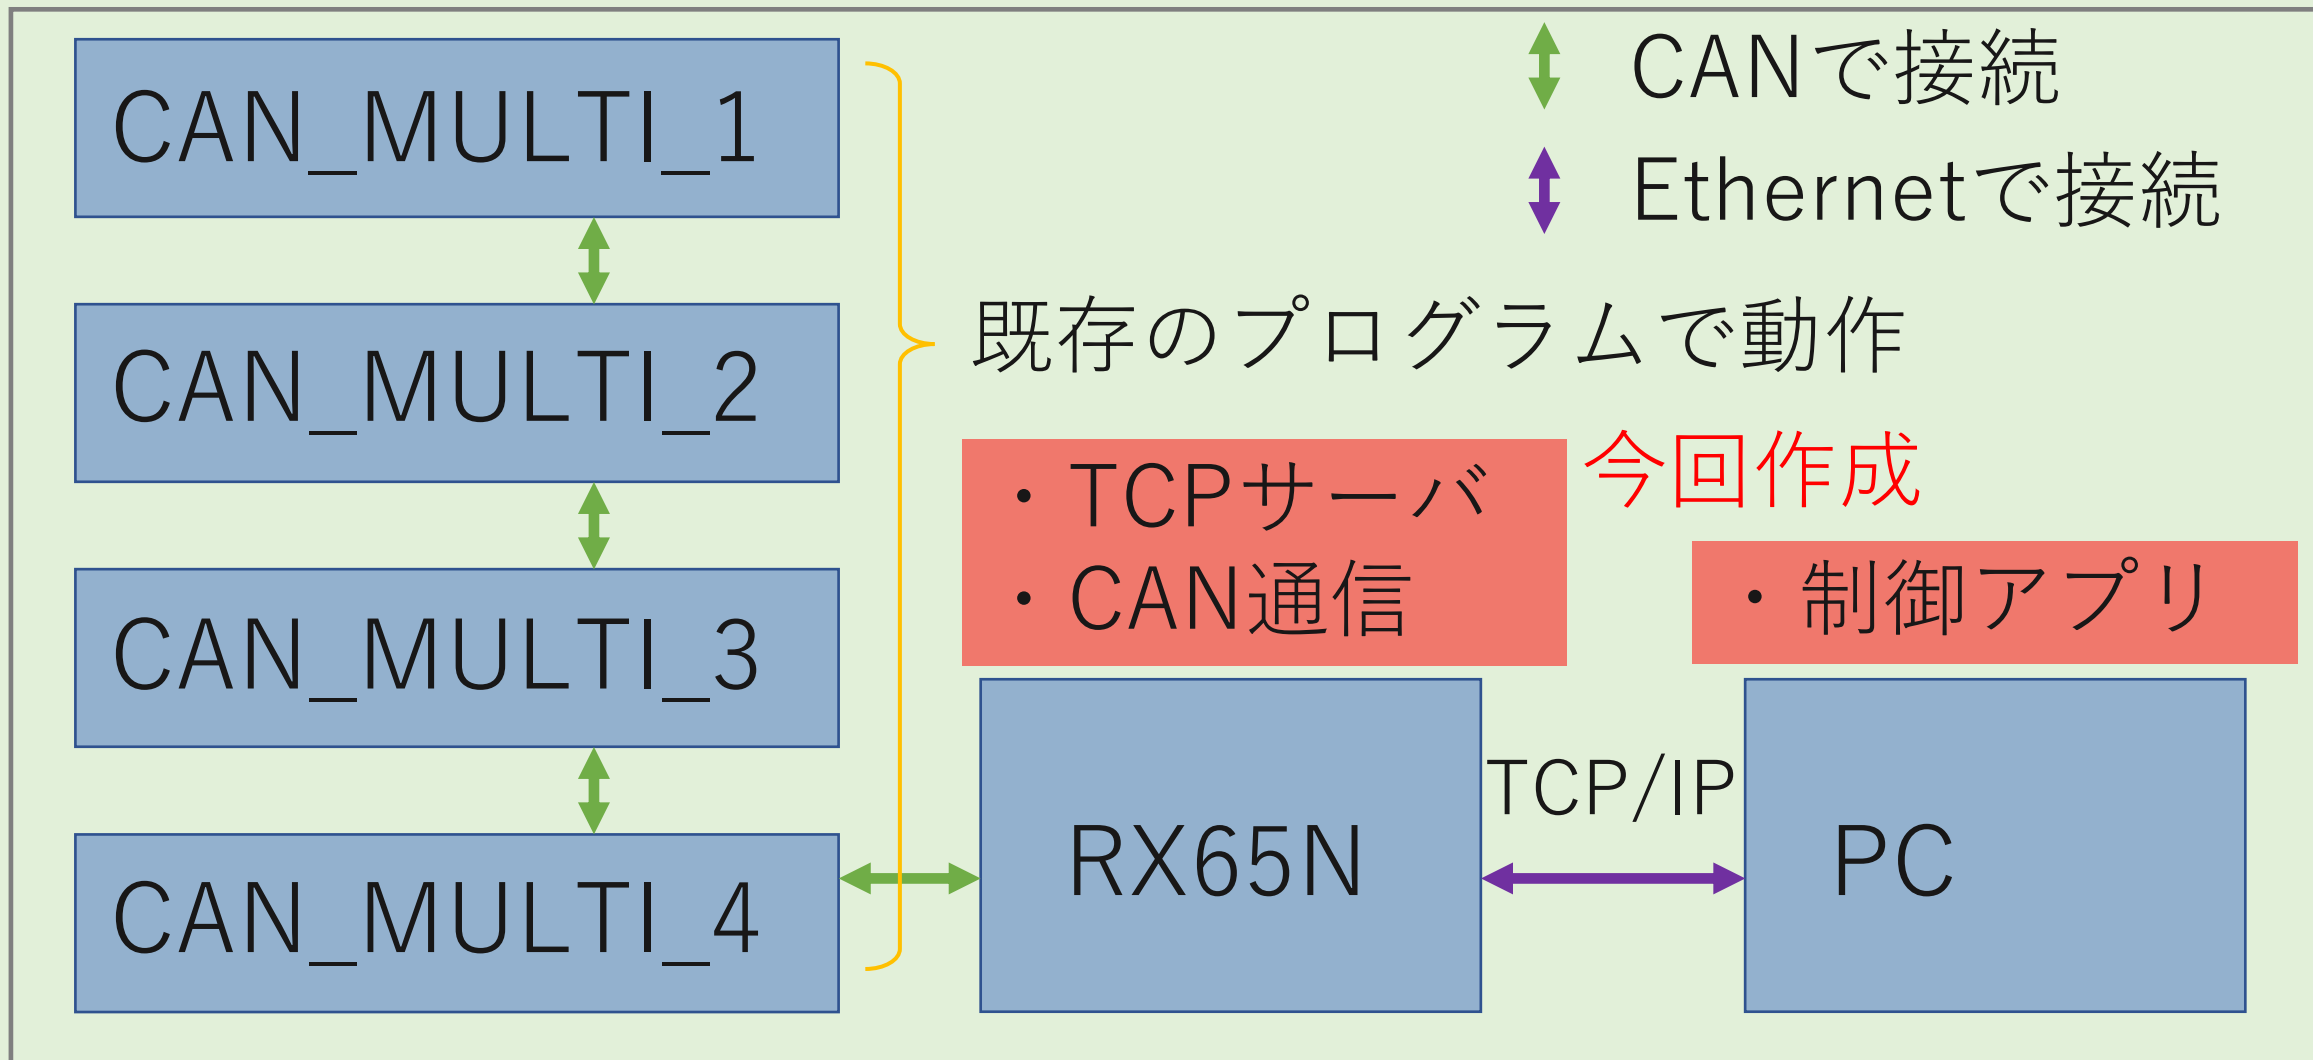 CAN_MULTI_1
CAN_MULTI_2
CAN_MULTI_3
CAN_MULTI_4
CANで接続
Ethernetで接続
既存のプログラムで動作
今回作成
・TCPサーバ
・CAN通信
・制御アプリ
RX65N
TCP/IP
PC